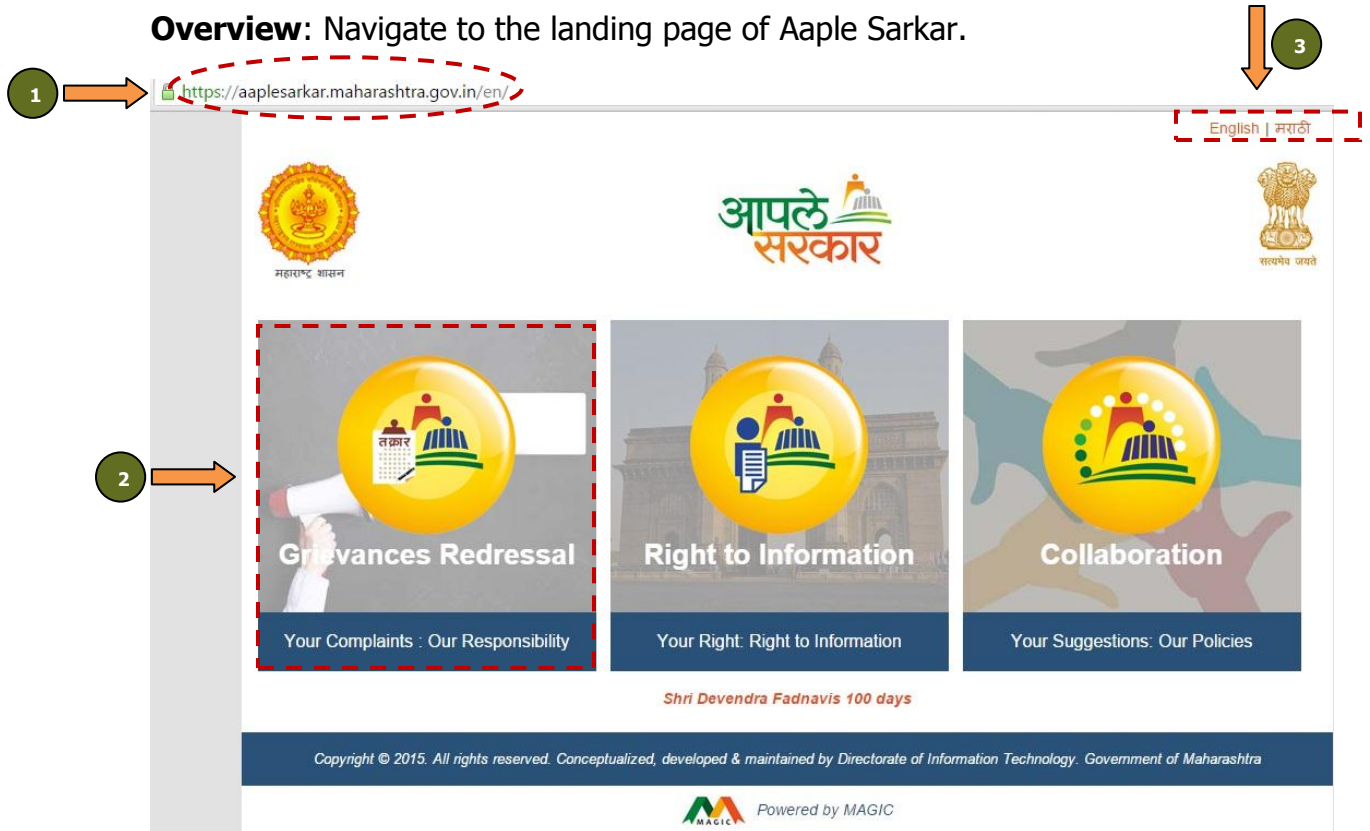 Overview: Navigate to the landing page of Aaple Sarkar.
3
1
https://aaplesarkar.maharashtra.gov.in/en/
English | मराठी
महाराष्ट्र शासन
आपले
सरकार
सत्यमेव जयते
2
तक्रार
Grievances Redressal
Right to Information
Collaboration
Your Complaints : Our Responsibility
Your Right: Right to Information
Your Suggestions: Our Policies
Shri Devendra Fadnavis 100 days
Copyright © 2015. All rights reserved. Conceptualized, developed & maintained by Directorate of Information Technology. Government of Maharashtra
MAGIC
Powered by MAGIC